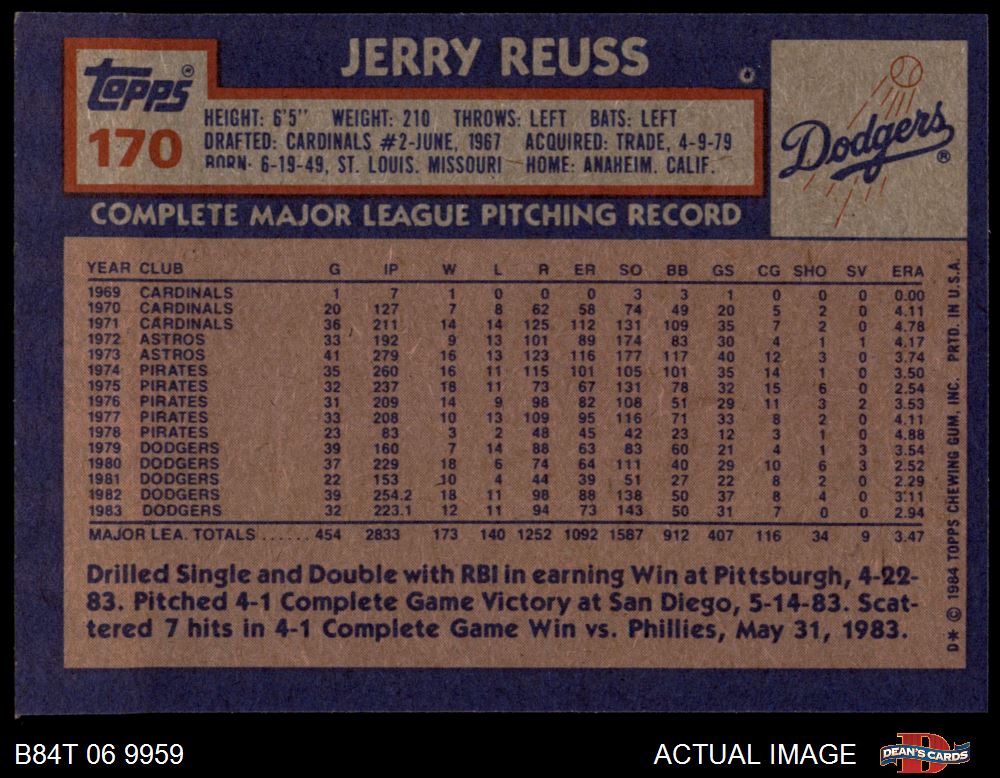 JERRY REUSS
Topps®
170
HEIGHT: 6'5" WEIGHT: 210 THROWS: LEFT BATS: LEFT
DRAFTED: CARDINALS #2-JUNE, 1967 ACQUIRED: TRADE, 4-9-79
BORN: 6-19-49, ST. LOUIS, MISSOURI HOME: ANAHEIM, CALIF.
Dodgers®
COMPLETE MAJOR LEAGUE PITCHING RECORD
YEAR CLUB G IP W L R ER SO BB GS CG SHO SV ERA
1969 CARDINALS 1 7 1 0 0 0 3 3 1 0 0 0 0.00
1970 CARDINALS 20 127 7 8 62 58 74 49 20 5 2 0 4.11
1971 CARDINALS 36 211 14 14 125 112 131 109 35 7 2 0 4.78
1972 ASTROS 33 192 9 13 101 89 174 83 30 4 1 1 4.17
1973 ASTROS 41 279 16 13 123 116 177 117 40 12 3 0 3.74
1974 PIRATES 35 260 16 11 115 101 105 101 35 14 1 0 3.50
1975 PIRATES 32 237 18 11 73 67 131 78 32 15 6 0 2.54
1976 PIRATES 31 209 14 9 98 82 108 51 29 11 3 2 3.53
1977 PIRATES 33 208 10 13 109 95 116 71 33 8 2 0 4.11
1978 PIRATES 23 83 3 2 48 45 42 23 12 3 1 0 4.88
1979 DODGERS 39 160 7 14 88 63 83 60 21 4 1 3 3.54
1980 DODGERS 37 229 18 6 74 64 111 40 29 10 6 3 2.52
1981 DODGERS 22 153 10 4 44 39 51 27 22 8 2 0 2.29
1982 DODGERS 39 254.2 18 11 98 88 138 50 37 8 4 0 3.11
1983 DODGERS 32 223.1 12 11 94 73 143 50 31 7 0 0 2.94
MAJOR LEA. TOTALS ...... 454 2833 173 140 1252 1092 1587 912 407 116 34 9 3.47
Drilled Single and Double with RBI in earning Win at Pittsburgh, 4-22-
83. Pitched 4-1 Complete Game Victory at San Diego, 5-14-83. Scat-
tered 7 hits in 4-1 Complete Game Win vs. Phillies, May 31, 1983.
D* © 1984 TOPPS CHEWING GUM, INC. PRTD. IN U.S.A.
B84T 06 9959
ACTUAL IMAGE
DEAN'S CARDS